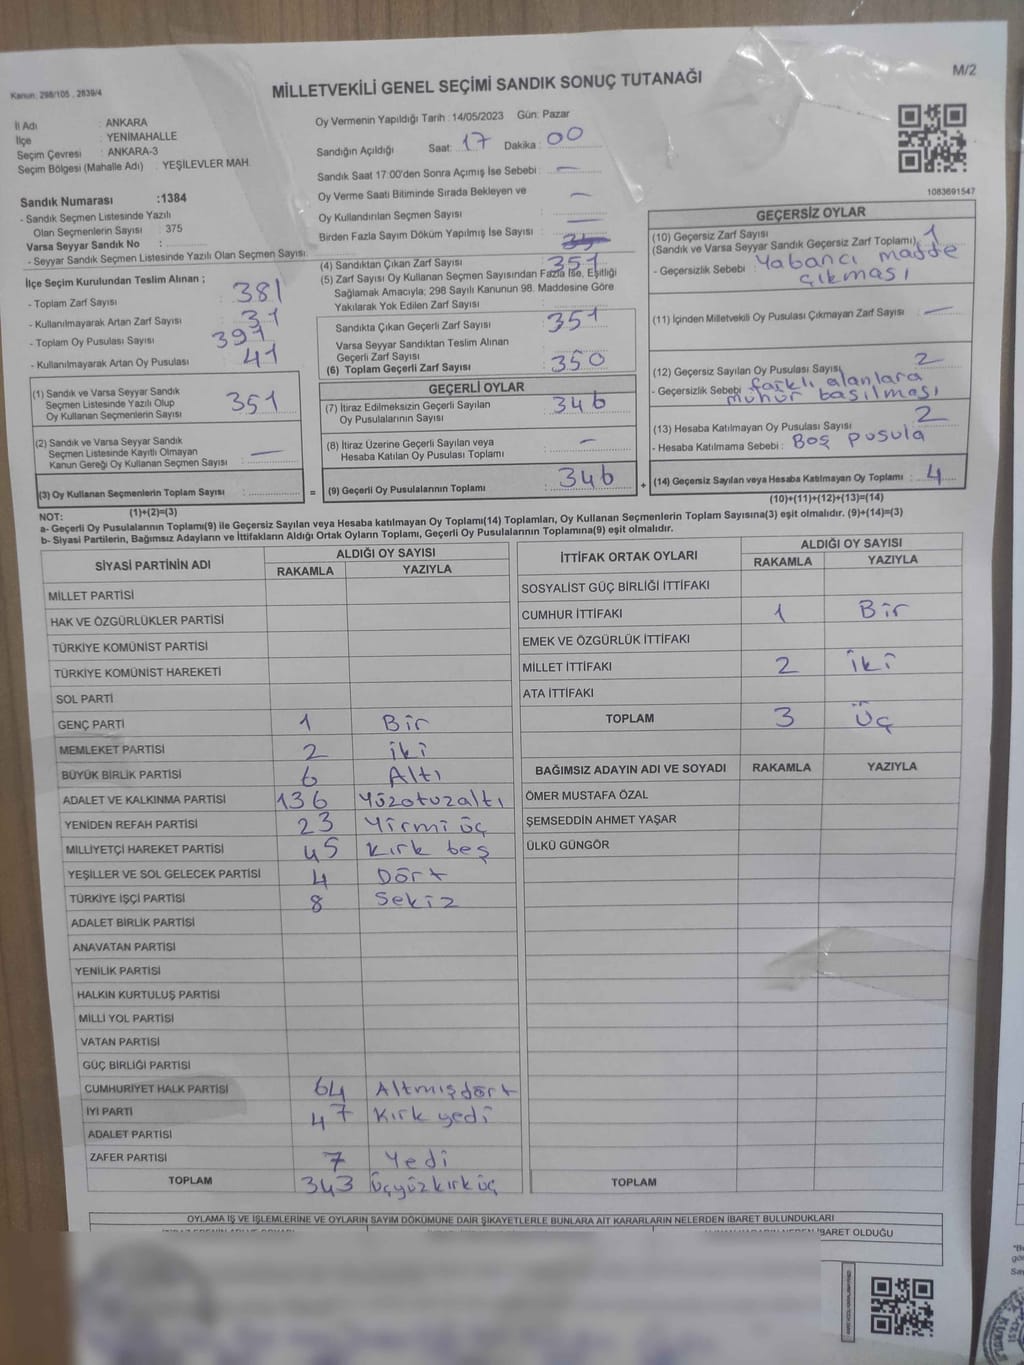 Kanun: 298/105 , 2839/4
MİLLETVEKİLİ GENEL SEÇİMİ SANDIK SONUÇ TUTANAĞI
M/2
İl Adı : ANKARA
İlçe : YENİMAHALLE
Seçim Çevresi : ANKARA-3
Seçim Bölgesi (Mahalle Adı) : YEŞİLEVLER MAH.
Oy Vermenin Yapıldığı Tarih : 14/05/2023 Gün: Pazar
Sandığın Açıldığı Saat: 17 Dakika : 00
Sandık Saat 17:00'den Sonra Açımış İse Sebebi : —
Oy Verme Saati Bitiminde Sırada Bekleyen ve
Oy Kullandırılan Seçmen Sayısı : —
Birden Fazla Sayım Döküm Yapılmış İse Sayısı : —
1083691547
Sandık Numarası :1384
- Sandık Seçmen Listesinde Yazılı
Olan Seçmenlerin Sayısı : 375
Varsa Seyyar Sandık No :
- Seyyar Sandık Seçmen Listesinde Yazılı Olan Seçmen Sayısı:
İlçe Seçim Kurulundan Teslim Alınan ;
- Toplam Zarf Sayısı : 381
- Kullanılmayarak Artan Zarf Sayısı : 31
- Toplam Oy Pusulası Sayısı : 391
- Kullanılmayarak Artan Oy Pusulası : 41
(1) Sandık ve Varsa Seyyar Sandık
Seçmen Listesinde Yazılı Olup
Oy Kullanan Seçmenlerin Sayısı : 351
(2) Sandık ve Varsa Seyyar Sandık
Seçmen Listesinde Kayıtlı Olmayan
Kanun Gereği Oy Kullanan Seçmen Sayısı : —
(3) Oy Kullanan Seçmenlerin Toplam Sayısı :
(1)+(2)=(3)
(4) Sandıktan Çıkan Zarf Sayısı : 351
(5) Zarf Sayısı Oy Kullanan Seçmen Sayısından Fazla İse, Eşitliği
Sağlamak Amacıyla; 298 Sayılı Kanunun 98. Maddesine Göre
Yakılarak Yok Edilen Zarf Sayısı :
Sandıkta Çıkan Geçerli Zarf Sayısı : 351
Varsa Seyyar Sandıktan Teslim Alınan
Geçerli Zarf Sayısı :
(6) Toplam Geçerli Zarf Sayısı : 350
GEÇERLİ OYLAR
(7) İtiraz Edilmeksizin Geçerli Sayılan
Oy Pusulalarının Sayısı : 346
(8) İtiraz Üzerine Geçerli Sayılan veya
Hesaba Katılan Oy Pusulası Toplamı : —
= (9) Geçerli Oy Pusulalarının Toplamı : 346
GEÇERSİZ OYLAR
(10) Geçersiz Zarf Sayısı : 1
(Sandık ve Varsa Seyyar Sandık Geçersiz Zarf Toplamı)
- Geçersizlik Sebebi : Yabancı madde
çıkması
(11) İçinden Milletvekili Oy Pusulası Çıkmayan Zarf Sayısı : —
(12) Geçersiz Sayılan Oy Pusulası Sayısı : 2
- Geçersizlik Sebebi : farklı alanlara
mühür basılması
(13) Hesaba Katılmayan Oy Pusulası Sayısı : 2
- Hesaba Katılmama Sebebi : Boş pusula
+ (14) Geçersiz Sayılan veya Hesaba Katılmayan Oy Toplamı : 4
(10)+(11)+(12)+(13)=(14)
NOT:
a- Geçerli Oy Pusulalarının Toplamı(9) ile Geçersiz Sayılan veya Hesaba katılmayan Oy Toplamı(14) Toplamları, Oy Kullanan Seçmenlerin Toplam Sayısına(3) eşit olmalıdır. (9)+(14)=(3)
b- Siyasi Partilerin, Bağımsız Adayların ve İttifakların Aldığı Ortak Oyların Toplamı, Geçerli Oy Pusulalarının Toplamına(9) eşit olmalıdır.
SİYASİ PARTİNİN ADI
ALDIĞI OY SAYISI
RAKAMLA YAZIYLA
MİLLET PARTİSİ
HAK VE ÖZGÜRLÜKLER PARTİSİ
TÜRKİYE KOMÜNİST PARTİSİ
TÜRKİYE KOMÜNİST HAREKETİ
SOL PARTİ
GENÇ PARTİ 1 Bir
MEMLEKET PARTİSİ 2 iki
BÜYÜK BİRLİK PARTİSİ 6 Altı
ADALET VE KALKINMA PARTİSİ 136 Yüzotuzaltı
YENİDEN REFAH PARTİSİ 23 Yirmi üç
MİLLİYETÇİ HAREKET PARTİSİ 45 Kırk beş
YEŞİLLER VE SOL GELECEK PARTİSİ 4 Dört
TÜRKİYE İŞÇİ PARTİSİ 8 Sekiz
ADALET BİRLİK PARTİSİ
ANAVATAN PARTİSİ
YENİLİK PARTİSİ
HALKIN KURTULUŞ PARTİSİ
MİLLİ YOL PARTİSİ
VATAN PARTİSİ
GÜÇ BİRLİĞİ PARTİSİ
CUMHURİYET HALK PARTİSİ 64 Altmışdört
İYİ PARTİ 47 Kırk yedi
ADALET PARTİSİ
ZAFER PARTİSİ 7 Yedi
TOPLAM 343 Üçyüzkırküç
İTTİFAK ORTAK OYLARI
ALDIĞI OY SAYISI
RAKAMLA YAZIYLA
SOSYALİST GÜÇ BİRLİĞİ İTTİFAKI
CUMHUR İTTİFAKI 1 Bir
EMEK VE ÖZGÜRLÜK İTTİFAKI
MİLLET İTTİFAKI 2 iki
ATA İTTİFAKI
TOPLAM 3 Üç
BAĞIMSIZ ADAYIN ADI VE SOYADI RAKAMLA YAZIYLA
ÖMER MUSTAFA ÖZAL
ŞEMSEDDİN AHMET YAŞAR
ÜLKÜ GÜNGÖR
TOPLAM
OYLAMA İŞ VE İŞLEMLERİNE VE OYLARIN SAYIM DÖKÜMÜNE DAİR ŞİKAYETLERLE BUNLARA AİT KARARLARIN NELERDEN İBARET BULUNDUKLARI
İBARET OLDUĞU